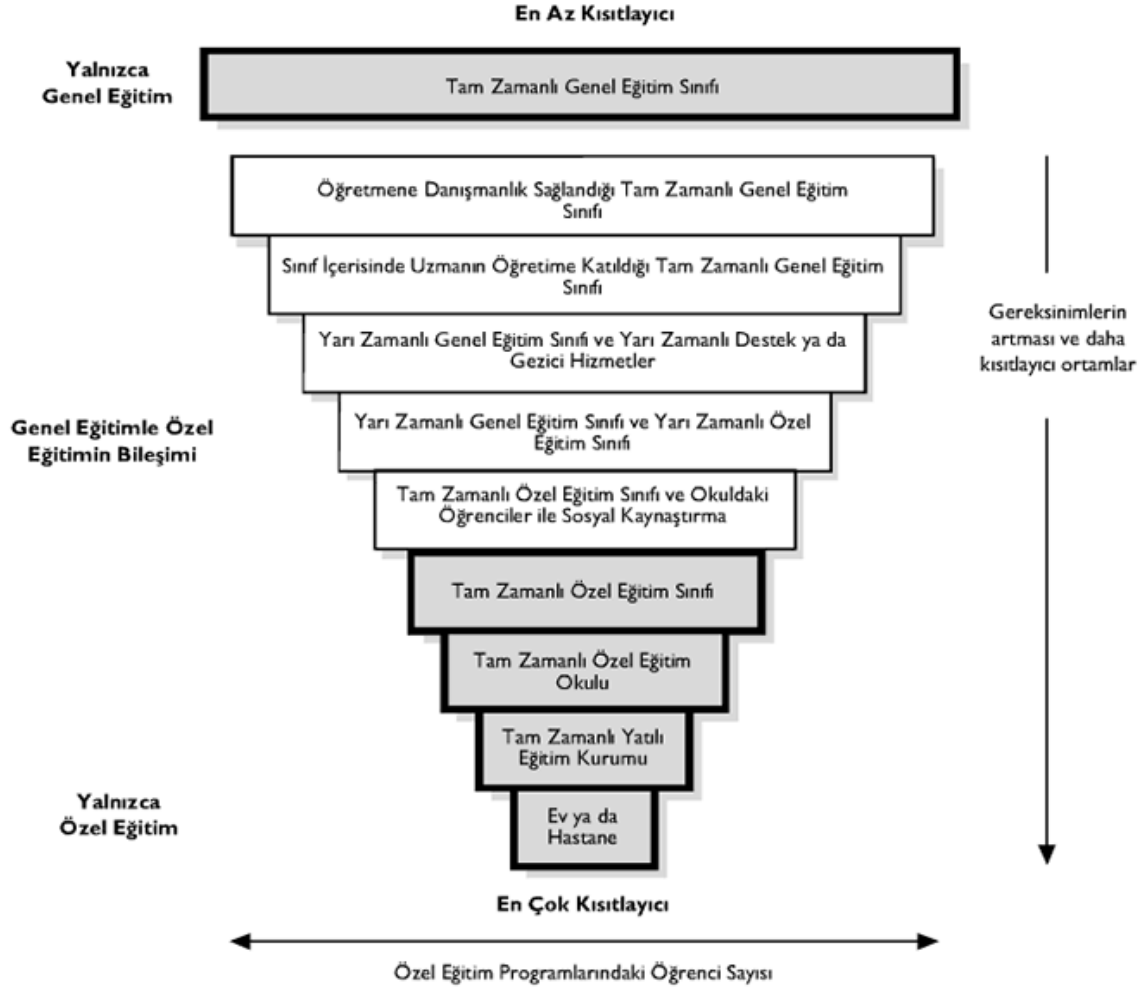 En Az Kısıtlayıcı
Yalnızca
Genel Eğitim
Tam Zamanlı Genel Eğitim Sınıfı
Öğretmene Danışmanlık Sağlandığı Tam Zamanlı Genel Eğitim
Sınıfı
Sınıf İçerisinde Uzmanın Öğretime Katıldığı Tam Zamanlı Genel Eğitim
Sınıfı
Yarı Zamanlı Genel Eğitim Sınıfı ve Yarı Zamanlı Destek ya da
Gezici Hizmetler
Gereksinimlerin
artması ve daha
kısıtlayıcı ortamlar
Genel Eğitimle Özel
Eğitimin Bileşimi
Yarı Zamanlı Genel Eğitim Sınıfı ve Yarı Zamanlı Özel
Eğitim Sınıfı
Tam Zamanlı Özel Eğitim Sınıfı ve Okuldaki
Öğrenciler ile Sosyal Kaynaştırma
Tam Zamanlı Özel Eğitim Sınıfı
Tam Zamanlı Özel Eğitim
Okulu
Tam Zamanlı Yatılı
Eğitim Kurumu
Yalnızca
Özel Eğitim
Ev ya da
Hastane
En Çok Kısıtlayıcı
Özel Eğitim Programlarındaki Öğrenci Sayısı